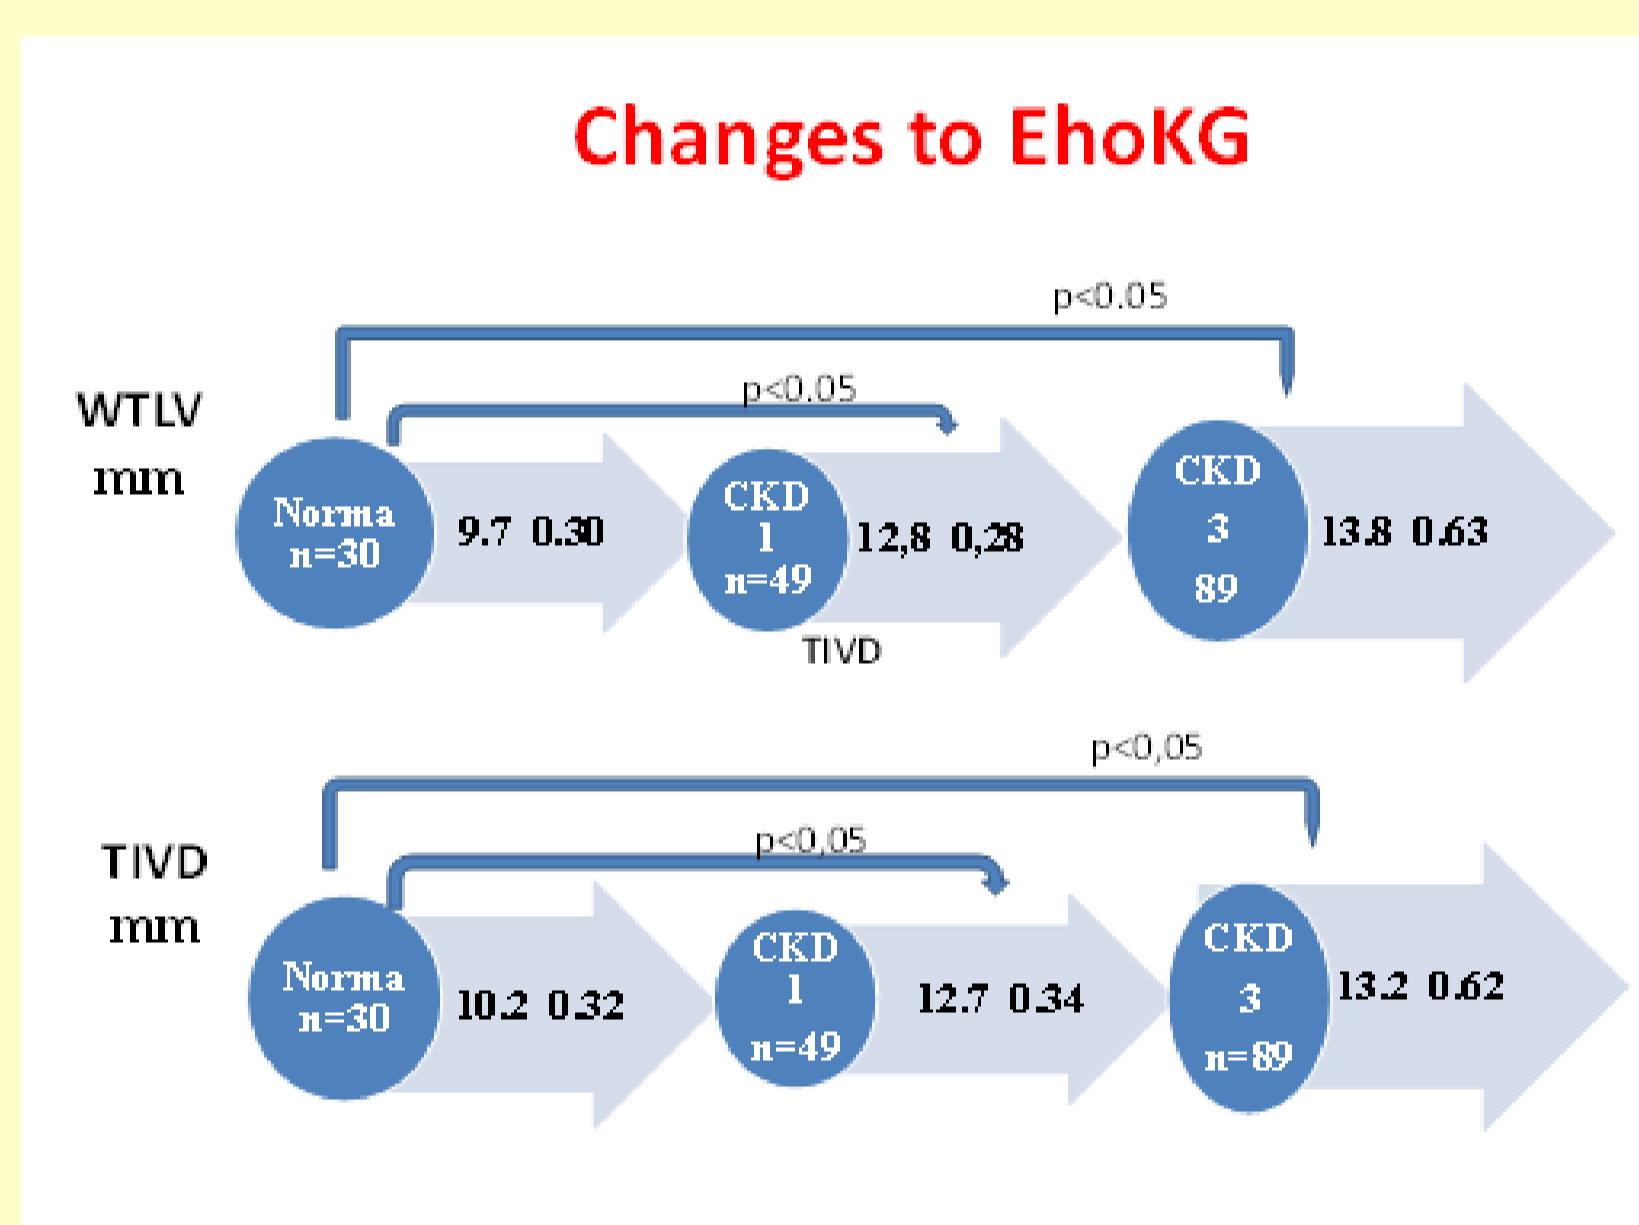 Changes to EhoKG
p<0.05
p<0.05
WTLV
mm
Norma
n=30
9.7 0.30
CKD
1
n=49
12,8 0,28
CKD
3
89
13.8 0.63
TIVD
p<0,05
p<0,05
TIVD
mm
Norma
n=30
10.2 0.32
CKD
1
n=49
12.7 0.34
CKD
3
n=89
13.2 0.62